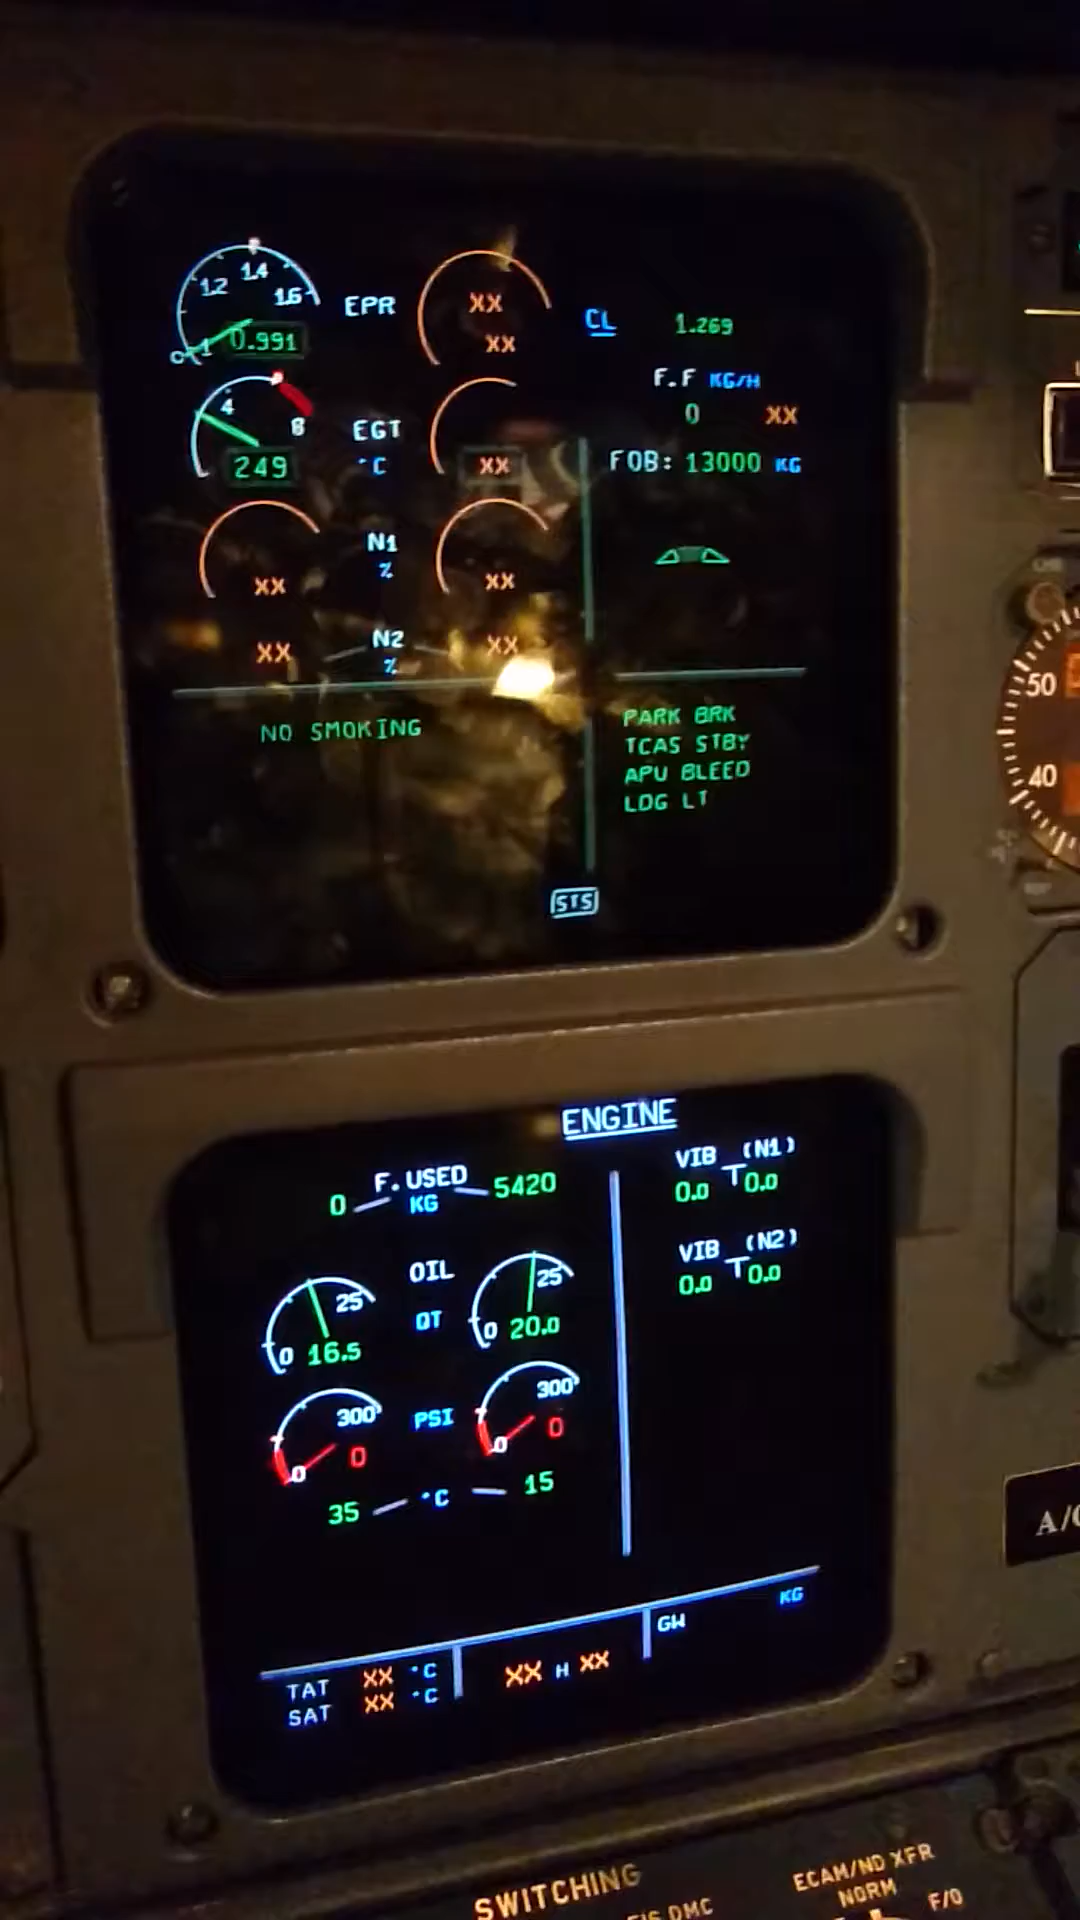 1.2 1.4 1.6
1
EPR
XX
XX
0.991
CL 1.269
F.F KG/H
0 XX
4
8
249
EGT
°C
XX
FOB: 13000 KG
XX
N1
%
XX
XX
N2
%
XX
NO SMOKING
PARK BRK
TCAS STBY
APU BLEED
LDG LT
STS
50
40
ENGINE
F.USED
0 KG 5420
VIB (N1)
0.0 0.0
VIB (N2)
0.0 0.0
OIL
25
0 16.5
QT
25
0 20.0
300
0 0
PSI
300
0 0
35 °C 15
TAT XX °C
SAT XX °C
XX H XX
GW KG
SWITCHING
EIS DMC
ECAM/ND XFR
NORM
F/O